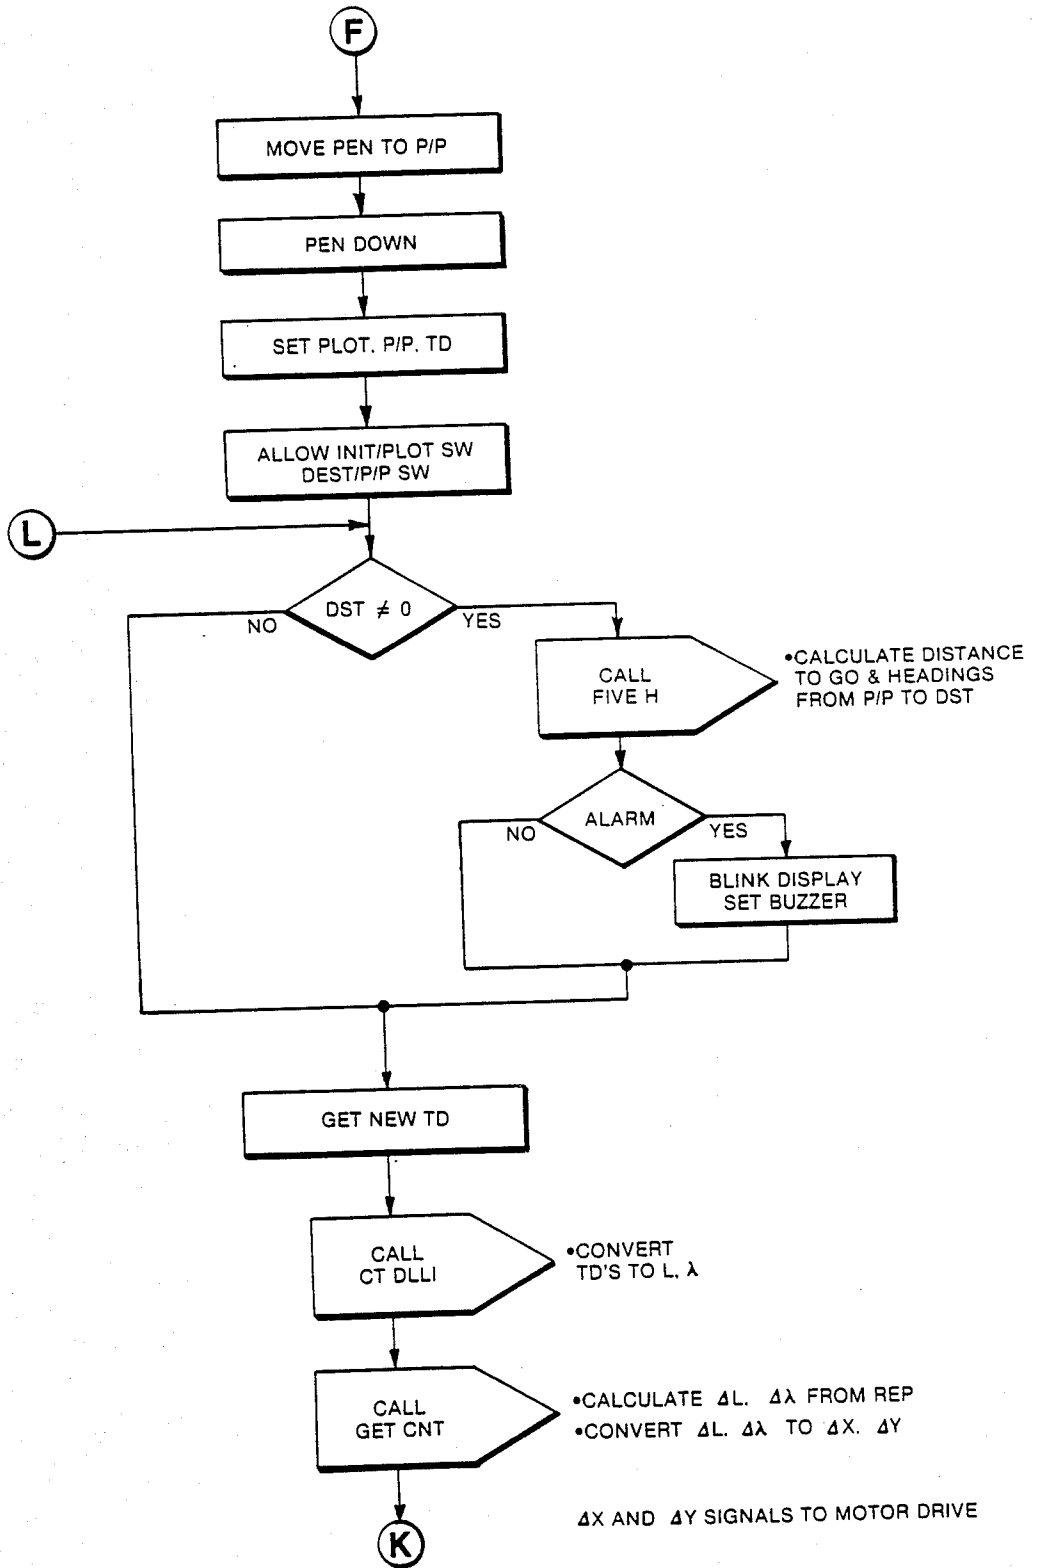 F
MOVE PEN TO P/P
PEN DOWN
SET PLOT, P/P, TD
ALLOW INIT/PLOT SW
DEST/P/P SW
L
DST ≠ 0
NO
YES
CALL
FIVE H
•CALCULATE DISTANCE
TO GO & HEADINGS
FROM P/P TO DST
ALARM
NO
YES
BLINK DISPLAY
SET BUZZER
GET NEW TD
CALL
CT DLLI
•CONVERT
TD'S TO L, λ
CALL
GET CNT
•CALCULATE ΔL, Δλ FROM REP
•CONVERT ΔL, Δλ TO ΔX, ΔY
ΔX AND ΔY SIGNALS TO MOTOR DRIVE
K